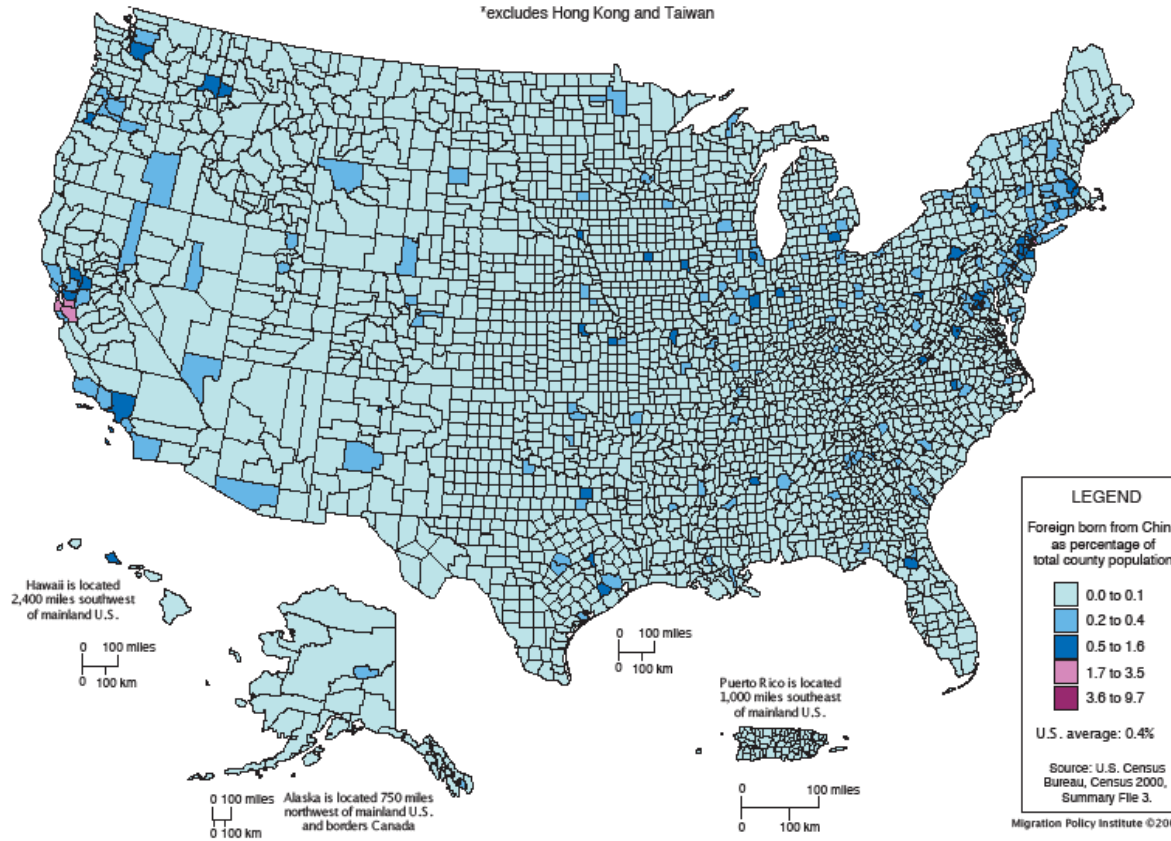 *excludes Hong Kong and Taiwan
Hawaii is located
2,400 miles southwest
of mainland U.S.
0 100 miles
0 100 km
0 100 miles
0 100 km
Alaska is located 750 miles
northwest of mainland U.S.
and borders Canada
0 100 miles
0 100 km
Puerto Rico is located
1,000 miles southeast
of mainland U.S.
0 100 miles
0 100 km
LEGEND
Foreign born from Chin
as percentage of
total county population
0.0 to 0.1
0.2 to 0.4
0.5 to 1.6
1.7 to 3.5
3.6 to 9.7
U.S. average: 0.4%
Source: U.S. Census
Bureau, Census 2000,
Summary File 3.
Migration Policy Institute ©200